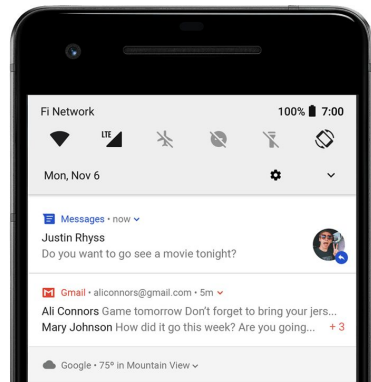 Fi Network 100% 7:00
LTE
Mon, Nov 6
Messages • now
Justin Rhyss
Do you want to go see a movie tonight?
Gmail • aliconnors@gmail.com • 5m
Ali Connors Game tomorrow Don't forget to bring your jers...
Mary Johnson How did it go this week? Are you going... + 3
Google • 75º in Mountain View